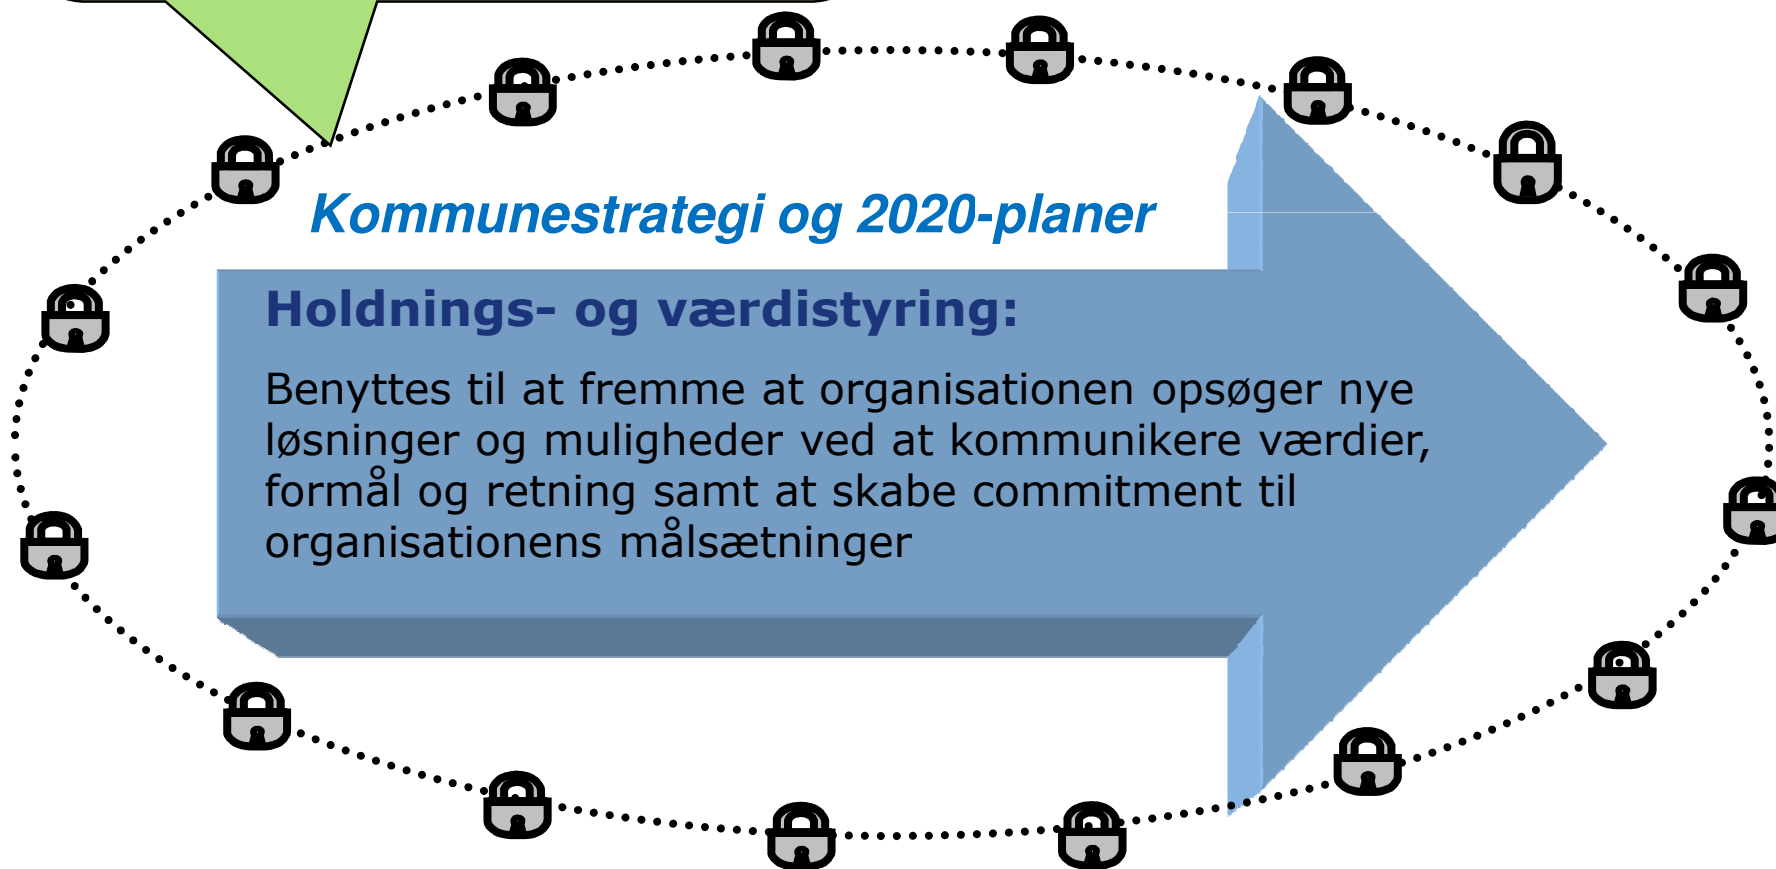 Kommunestrategi og 2020-planer
Holdnings- og værdistyring:
Benyttes til at fremme at organisationen opsøger nye
løsninger og muligheder ved at kommunikere værdier,
formål og retning samt at skabe commitment til
organisationens målsætninger